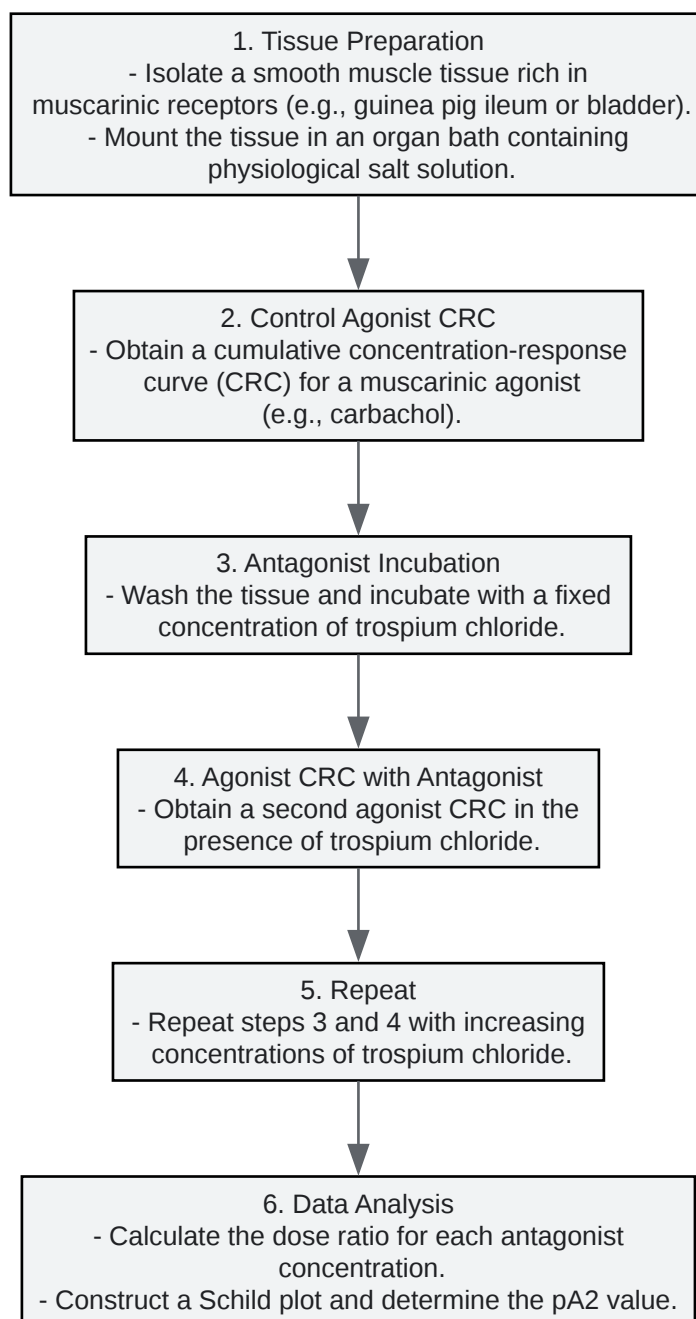 1. Tissue Preparation
- Isolate a smooth muscle tissue rich in
muscarinic receptors (e.g., guinea pig ileum or bladder).
- Mount the tissue in an organ bath containing
physiological salt solution.
2. Control Agonist CRC
- Obtain a cumulative concentration-response
curve (CRC) for a muscarinic agonist
(e.g., carbachol).
3. Antagonist Incubation
- Wash the tissue and incubate with a fixed
concentration of trospium chloride.
4. Agonist CRC with Antagonist
- Obtain a second agonist CRC in the
presence of trospium chloride.
5. Repeat
- Repeat steps 3 and 4 with increasing
concentrations of trospium chloride.
6. Data Analysis
- Calculate the dose ratio for each antagonist
concentration.
- Construct a Schild plot and determine the pA2 value.